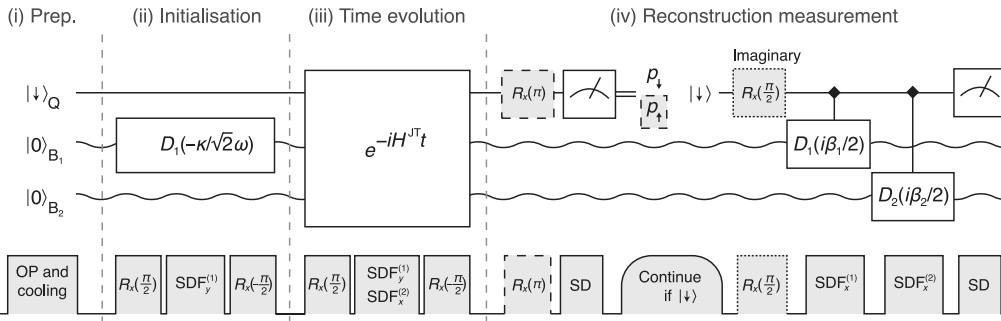 (i) Prep.
(ii) Initialisation
(iii) Time evolution
(iv) Reconstruction measurement
|↓⟩Q
|0⟩B₁
|0⟩B₂
D₁(-κ/√2ω)
e^{-iH^{JT}t}
Rₓ(π)
p↓
p↑
|↓⟩
Imaginary
Rₓ(π/2)
D₁(iβ₁/2)
D₂(iβ₂/2)
OP and
cooling
Rₓ(π/2)
SDF_y^{(1)}
Rₓ(-π/2)
Rₓ(π/2)
SDF_y^{(1)}
SDF_x^{(2)}
Rₓ(-π/2)
Rₓ(π)
SD
Continue
if |↓⟩
Rₓ(π/2)
SDF_x^{(1)}
SDF_x^{(2)}
SD